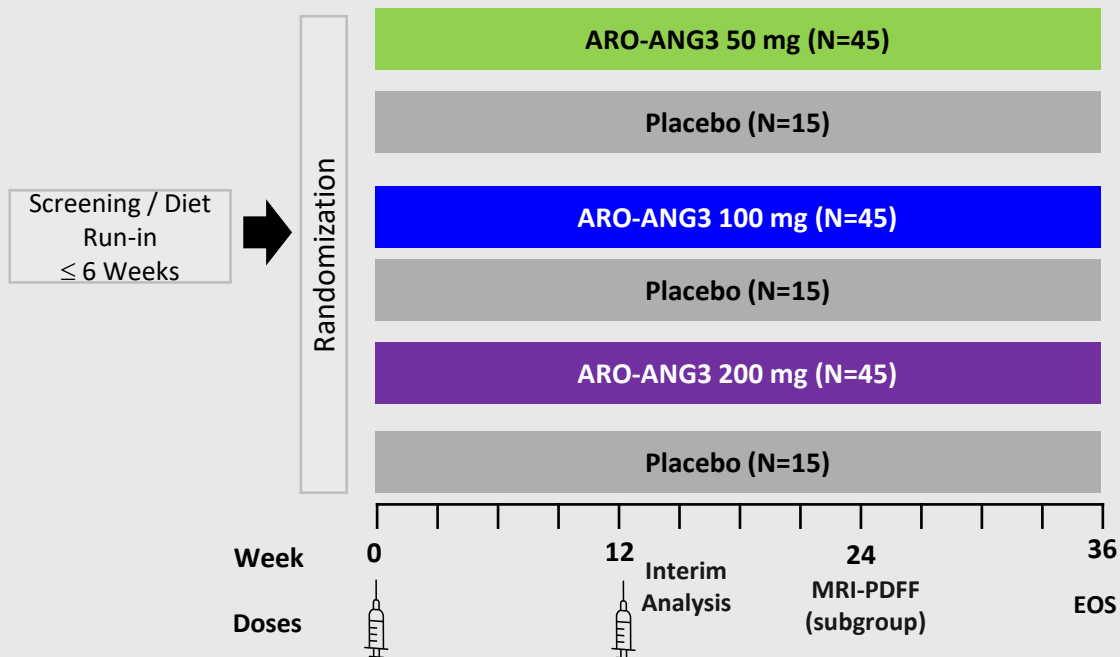 ARO-ANG3 50 mg (N=45)
Placebo (N=15)
Screening / Diet
Run-in
≤ 6 Weeks
Randomization
ARO-ANG3 100 mg (N=45)
Placebo (N=15)
ARO-ANG3 200 mg (N=45)
Placebo (N=15)
Week 0 12 24 36
Interim
Analysis
MRI-PDFF
(subgroup)
EOS
Doses